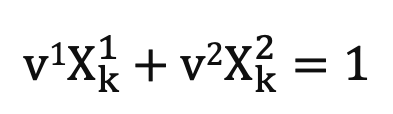 v¹X¹ₖ + v²X²ₖ = 1